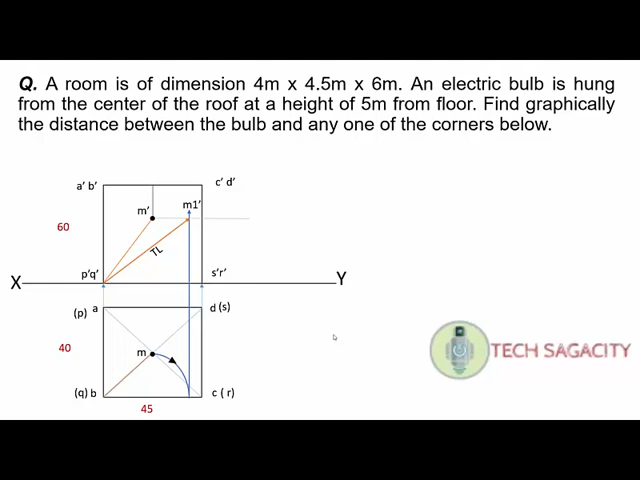 Q. A room is of dimension 4m x 4.5m x 6m. An electric bulb is hung
from the center of the roof at a height of 5m from floor. Find graphically
the distance between the bulb and any one of the corners below.
a' b'
c' d'
m'
m1'
60
TL
p'q'
s'r'
X
Y
(p) a
d (s)
40
m
(q) b
c ( r)
45
TECH SAGACITY